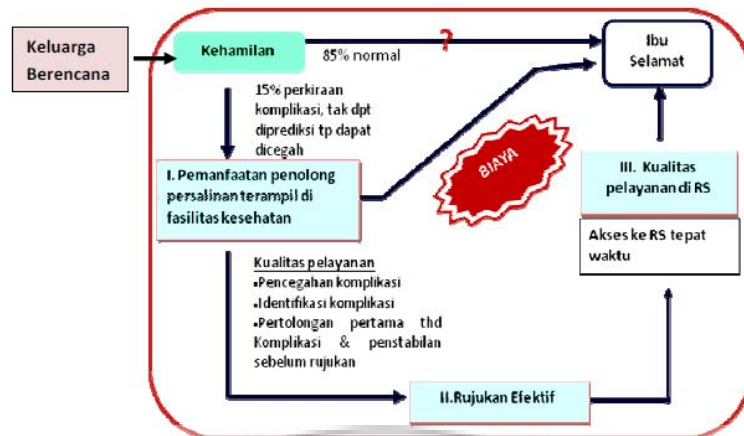 Keluarga
Berencana
Kehamilan
?
85% normal
Ibu
Selamat
15% perkiraan
komplikasi, tak dpt
diprediksi tp dapat
dicegah
I. Pemanfaatan penolong
persalinan terampil di
fasilitas kesehatan
BIAYA
III. Kualitas
pelayanan di RS
Akses ke RS tepat
waktu
Kualitas pelayanan
•Pencegahan komplikasi
•Identifikasi komplikasi
•Pertolongan pertama thd
Komplikasi & penstabilan
sebelum rujukan
II.Rujukan Efektif